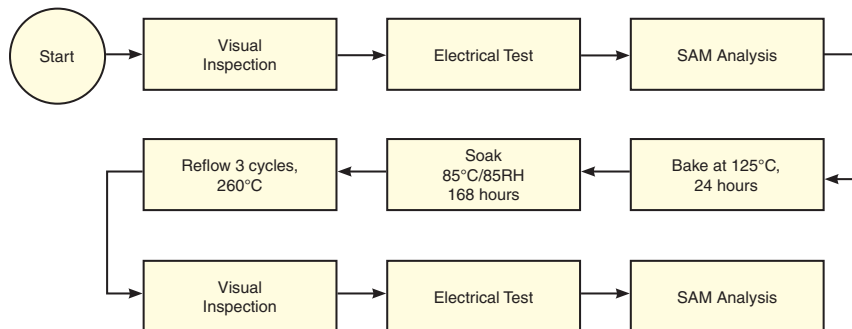 Start
Visual
Inspection
Electrical Test
SAM Analysis
Bake at 125°C,
24 hours
Soak
85°C/85RH
168 hours
Reflow 3 cycles,
260°C
Visual
Inspection
Electrical Test
SAM Analysis